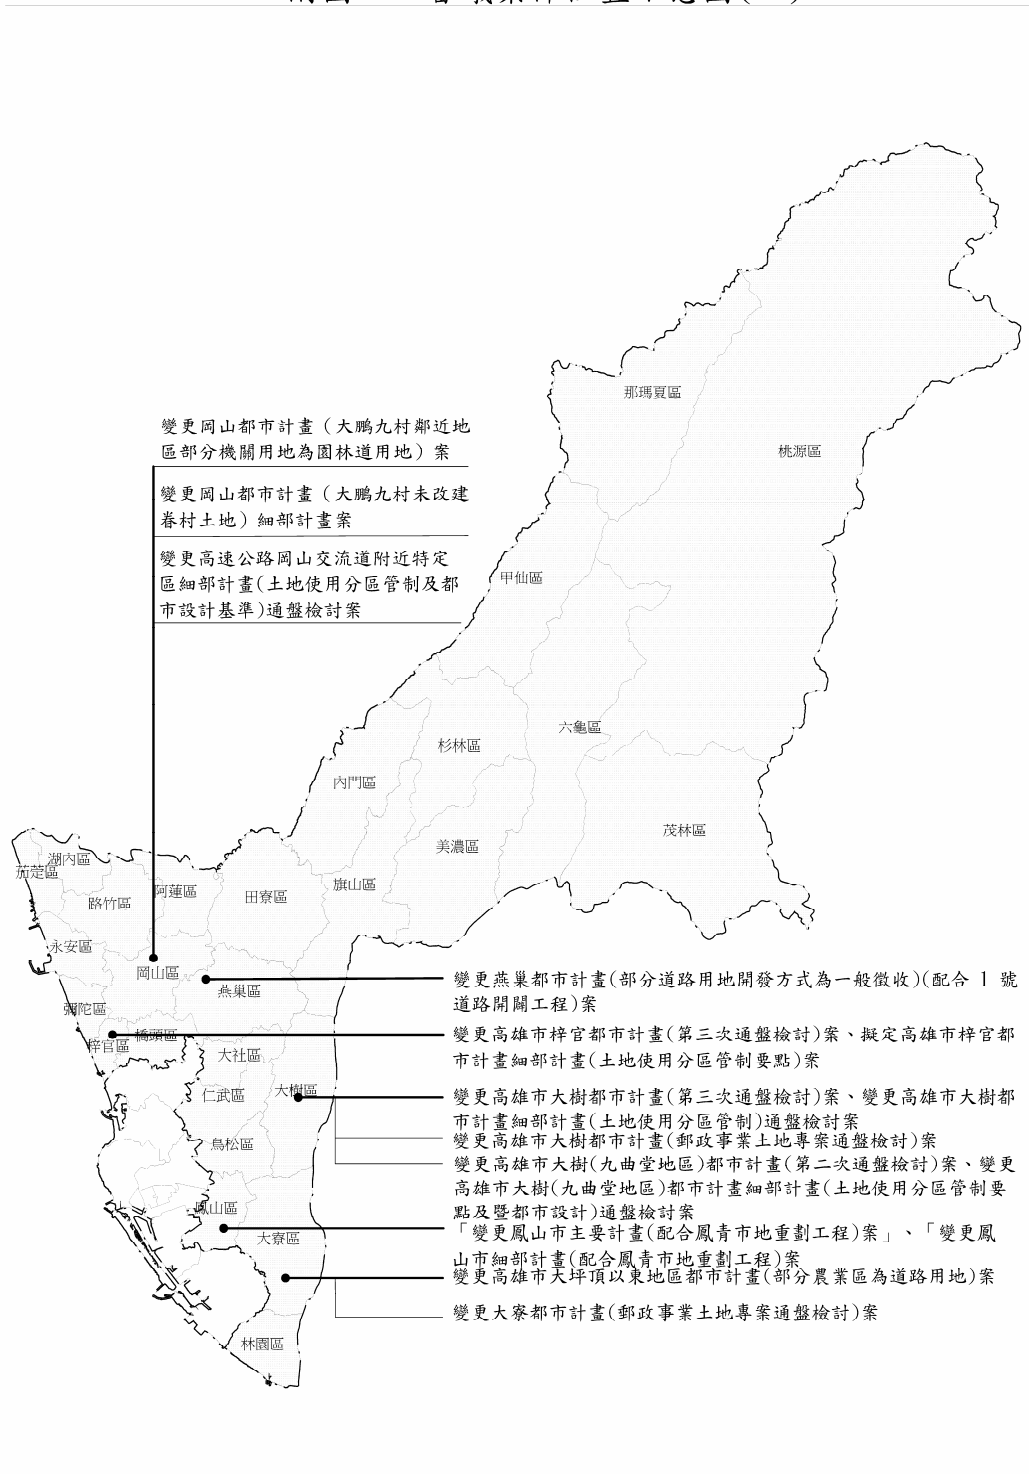 那瑪夏區
桃源區
變更岡山都市計畫（大鵬九村鄰近地
區部分機關用地為園林道用地）案
變更岡山都市計畫（大鵬九村未改建
眷村土地）細部計畫案
變更高速公路岡山交流道附近特定
區細部計畫(土地使用分區管制及都
市設計基準)通盤檢討案
甲仙區
六龜區
杉林區
內門區
茂林區
美濃區
湖內區
茄萣區
旗山區
阿蓮區
田寮區
路竹區
永安區
岡山區
燕巢區
彌陀區
橋頭區
梓官區
大社區
仁武區
大樹區
鳥松區
鳳山區
大寮區
林園區
變更燕巢都市計畫(部分道路用地開發方式為一般徵收)(配合 1 號
道路開闢工程)案
變更高雄市梓官都市計畫(第三次通盤檢討)案、擬定高雄市梓官都
市計畫細部計畫(土地使用分區管制要點)案
變更高雄市大樹都市計畫(第三次通盤檢討)案、變更高雄市大樹都
市計畫細部計畫(土地使用分區管制)通盤檢討案
變更高雄市大樹都市計畫(郵政事業土地專案通盤檢討)案
變更高雄市大樹(九曲堂地區)都市計畫(第二次通盤檢討)案、變更
高雄市大樹(九曲堂地區)都市計畫細部計畫(土地使用分區管制要
點及暨都市設計)通盤檢討案
「變更鳳山市主要計畫(配合鳳青市地重劃工程)案」、「變更鳳
山市細部計畫(配合鳳青市地重劃工程)案
變更高雄市大坪頂以東地區都市計畫(部分農業區為道路用地)案
變更大寮都市計畫(郵政事業土地專案通盤檢討)案